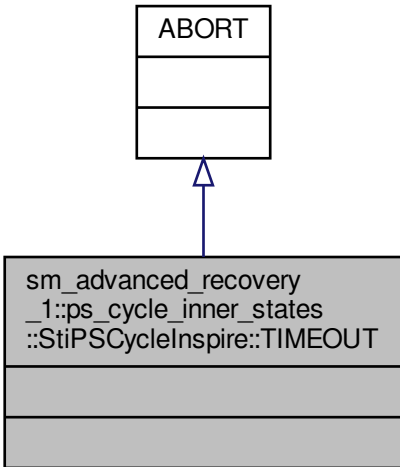 ABORT
sm_advanced_recovery
_1::ps_cycle_inner_states
::StiPSCycleInspire::TIMEOUT